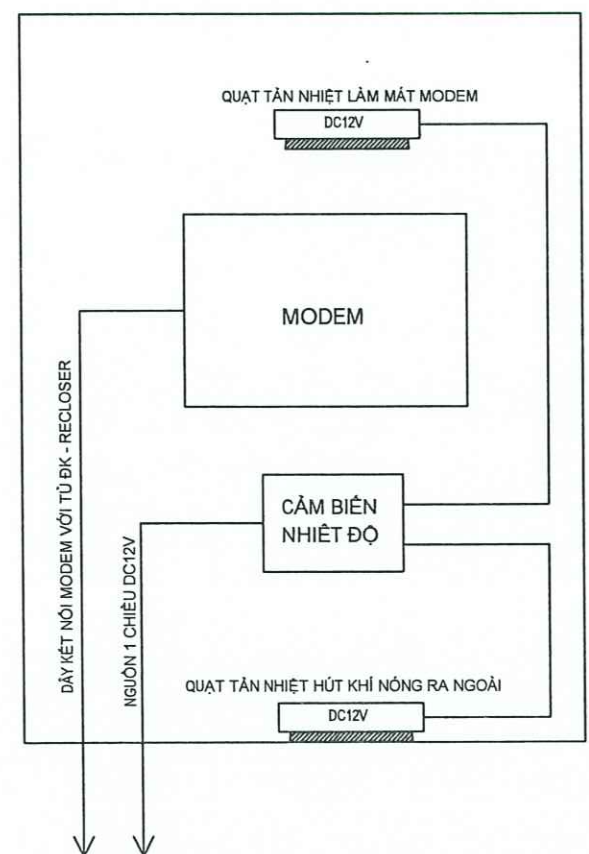 QUẠT TẢN NHIỆT LÀM MÁT MODEM
DC12V
MODEM
DÂY KẾT NỐI MODEM VỚI TỦ ĐK - RECLOSER
NGUỒN 1 CHIỀU DC12V
CẢM BIẾN
NHIÊT ĐỘ
QUẠT TẢN NHIỆT HÚT KHÍ NÓNG RA NGOÀI
DC12V